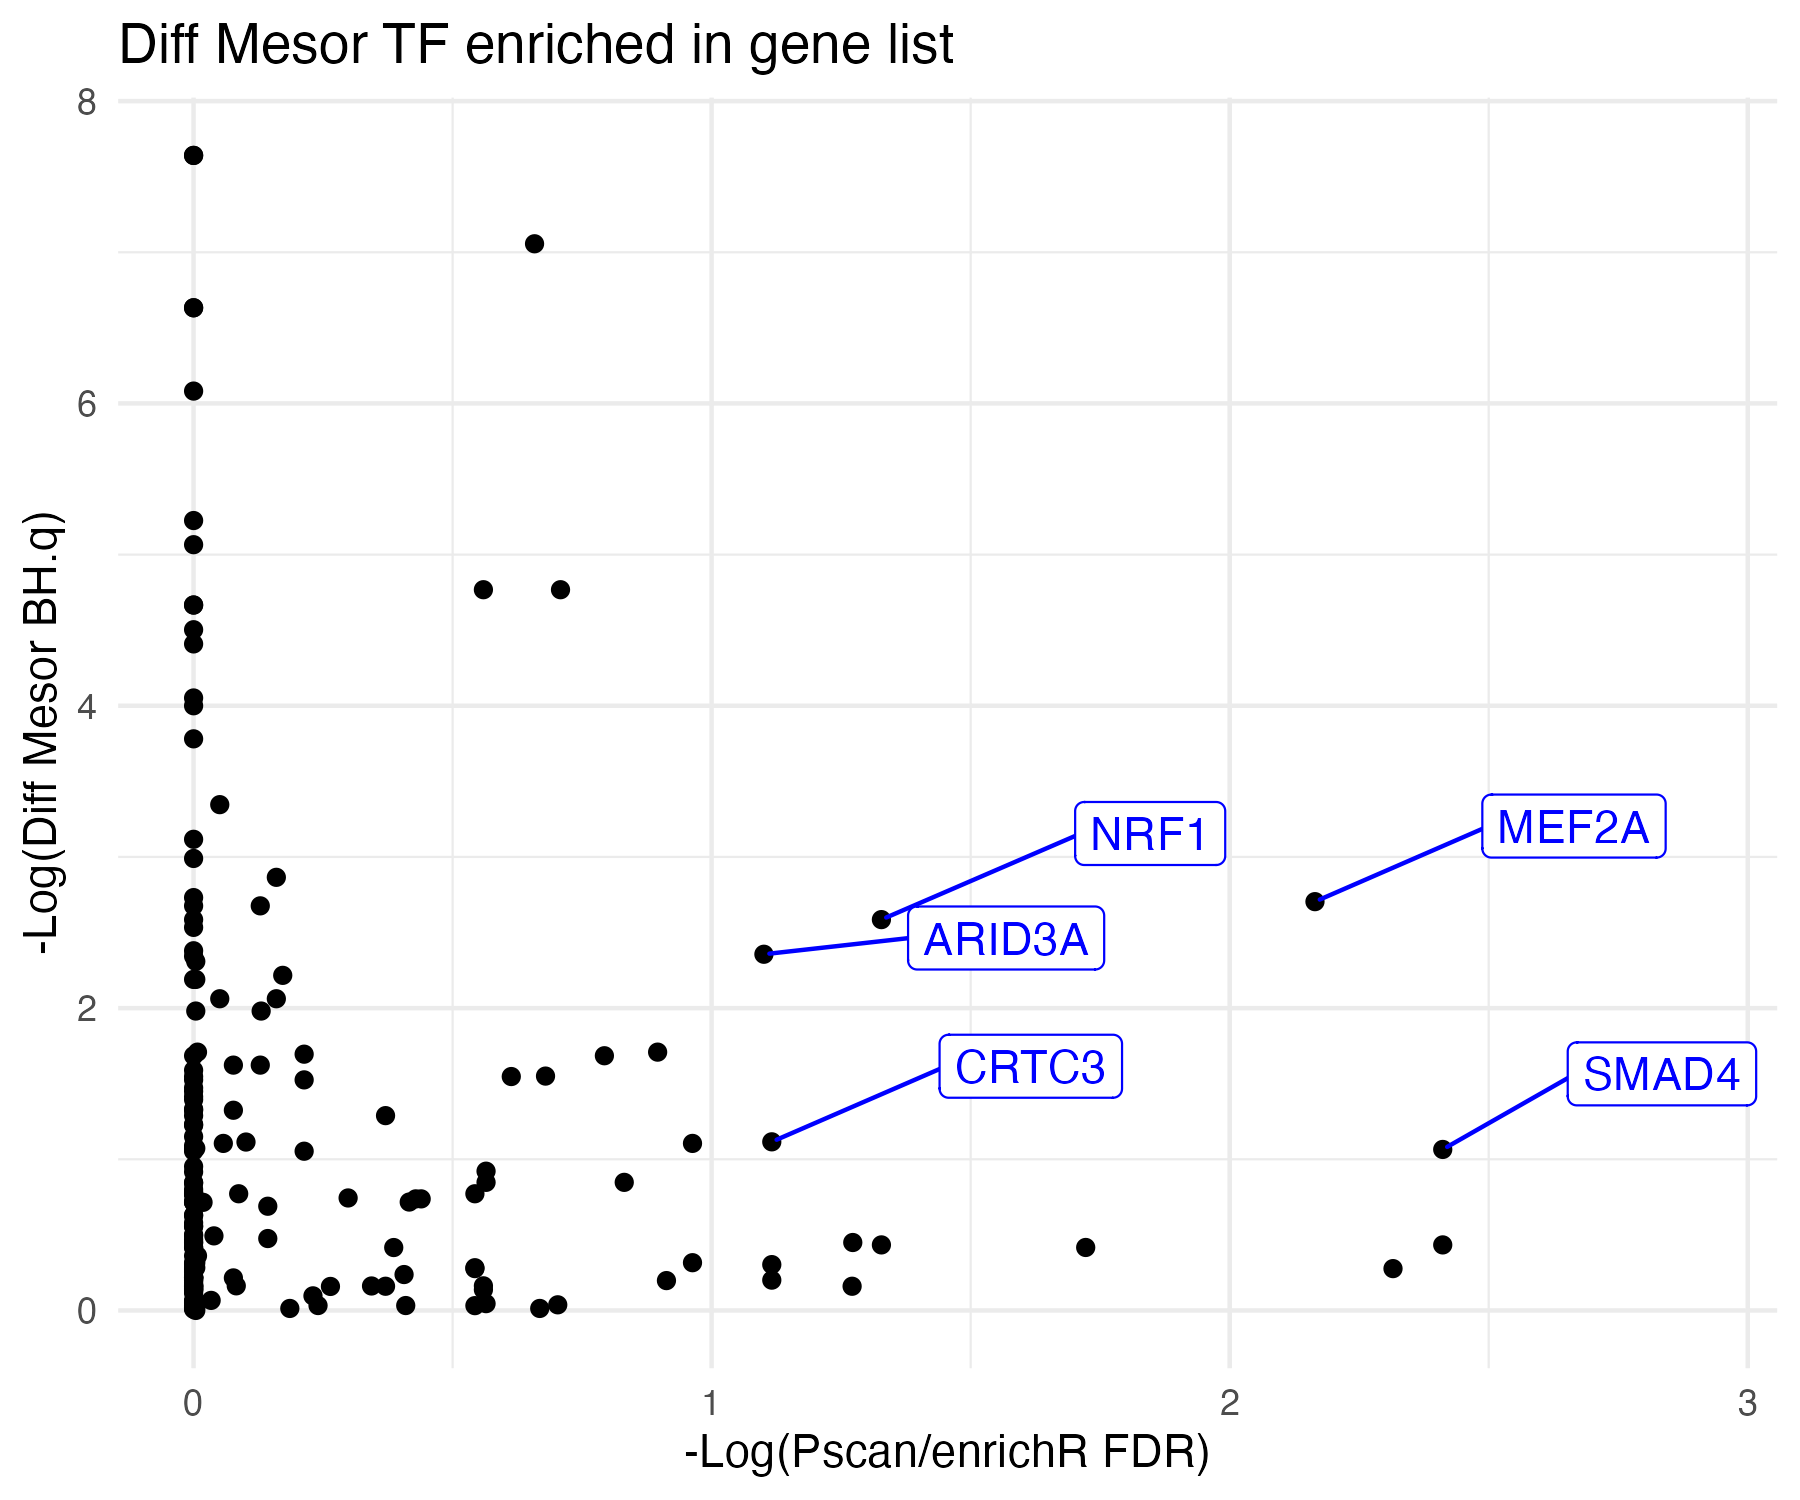 Diff Mesor TF enriched in gene list
8
6
4
2
0
-Log(Diff Mesor BH.q)
NRF1
MEF2A
ARID3A
CRTC3
SMAD4
0
1
2
3
-Log(Pscan/enrichR FDR)